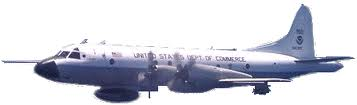 UNITED STATES DEPT. OF COMMERCE